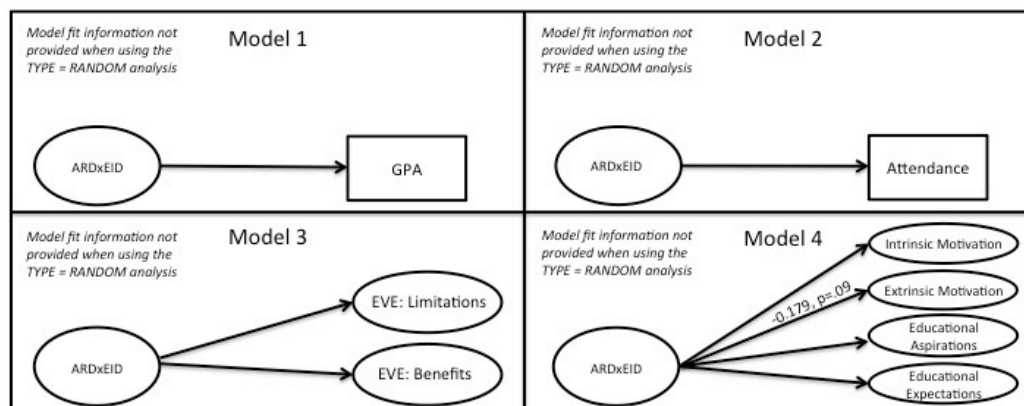 Model fit information not
provided when using the
TYPE = RANDOM analysis
Model 1
ARDxEID
GPA
Model fit information not
provided when using the
TYPE = RANDOM analysis
Model 2
ARDxEID
Attendance
Model fit information not
provided when using the
TYPE = RANDOM analysis
Model 3
EVE: Limitations
ARDxEID
EVE: Benefits
Model fit information not
provided when using the
TYPE = RANDOM analysis
Model 4
Intrinsic Motivation
Extrinsic Motivation
-0.179, p=.09
Educational
Aspirations
ARDxEID
Educational
Expectations